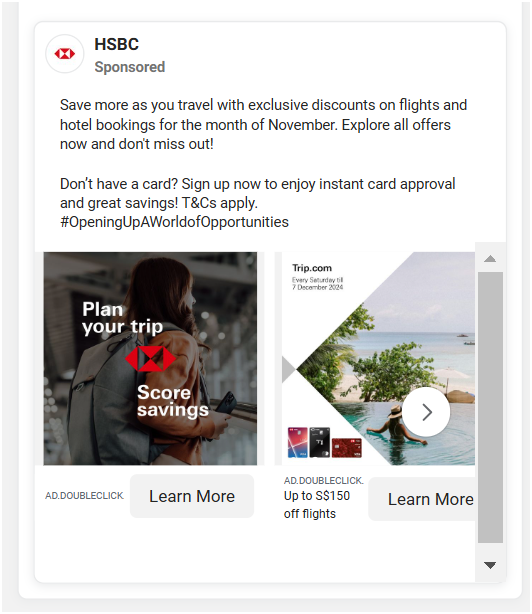 HSBC
Sponsored
Save more as you travel with exclusive discounts on flights and
hotel bookings for the month of November. Explore all offers
now and don't miss out!
Don’t have a card? Sign up now to enjoy instant card approval
and great savings! T&Cs apply.
#OpeningUpAWorldofOpportunities
Plan
your trip
Score
savings
Trip.com
Every Saturday till
7 December 2024
AD.DOUBLECLICK.
Learn More
AD.DOUBLECLICK.
Up to S$150
off flights
Learn More